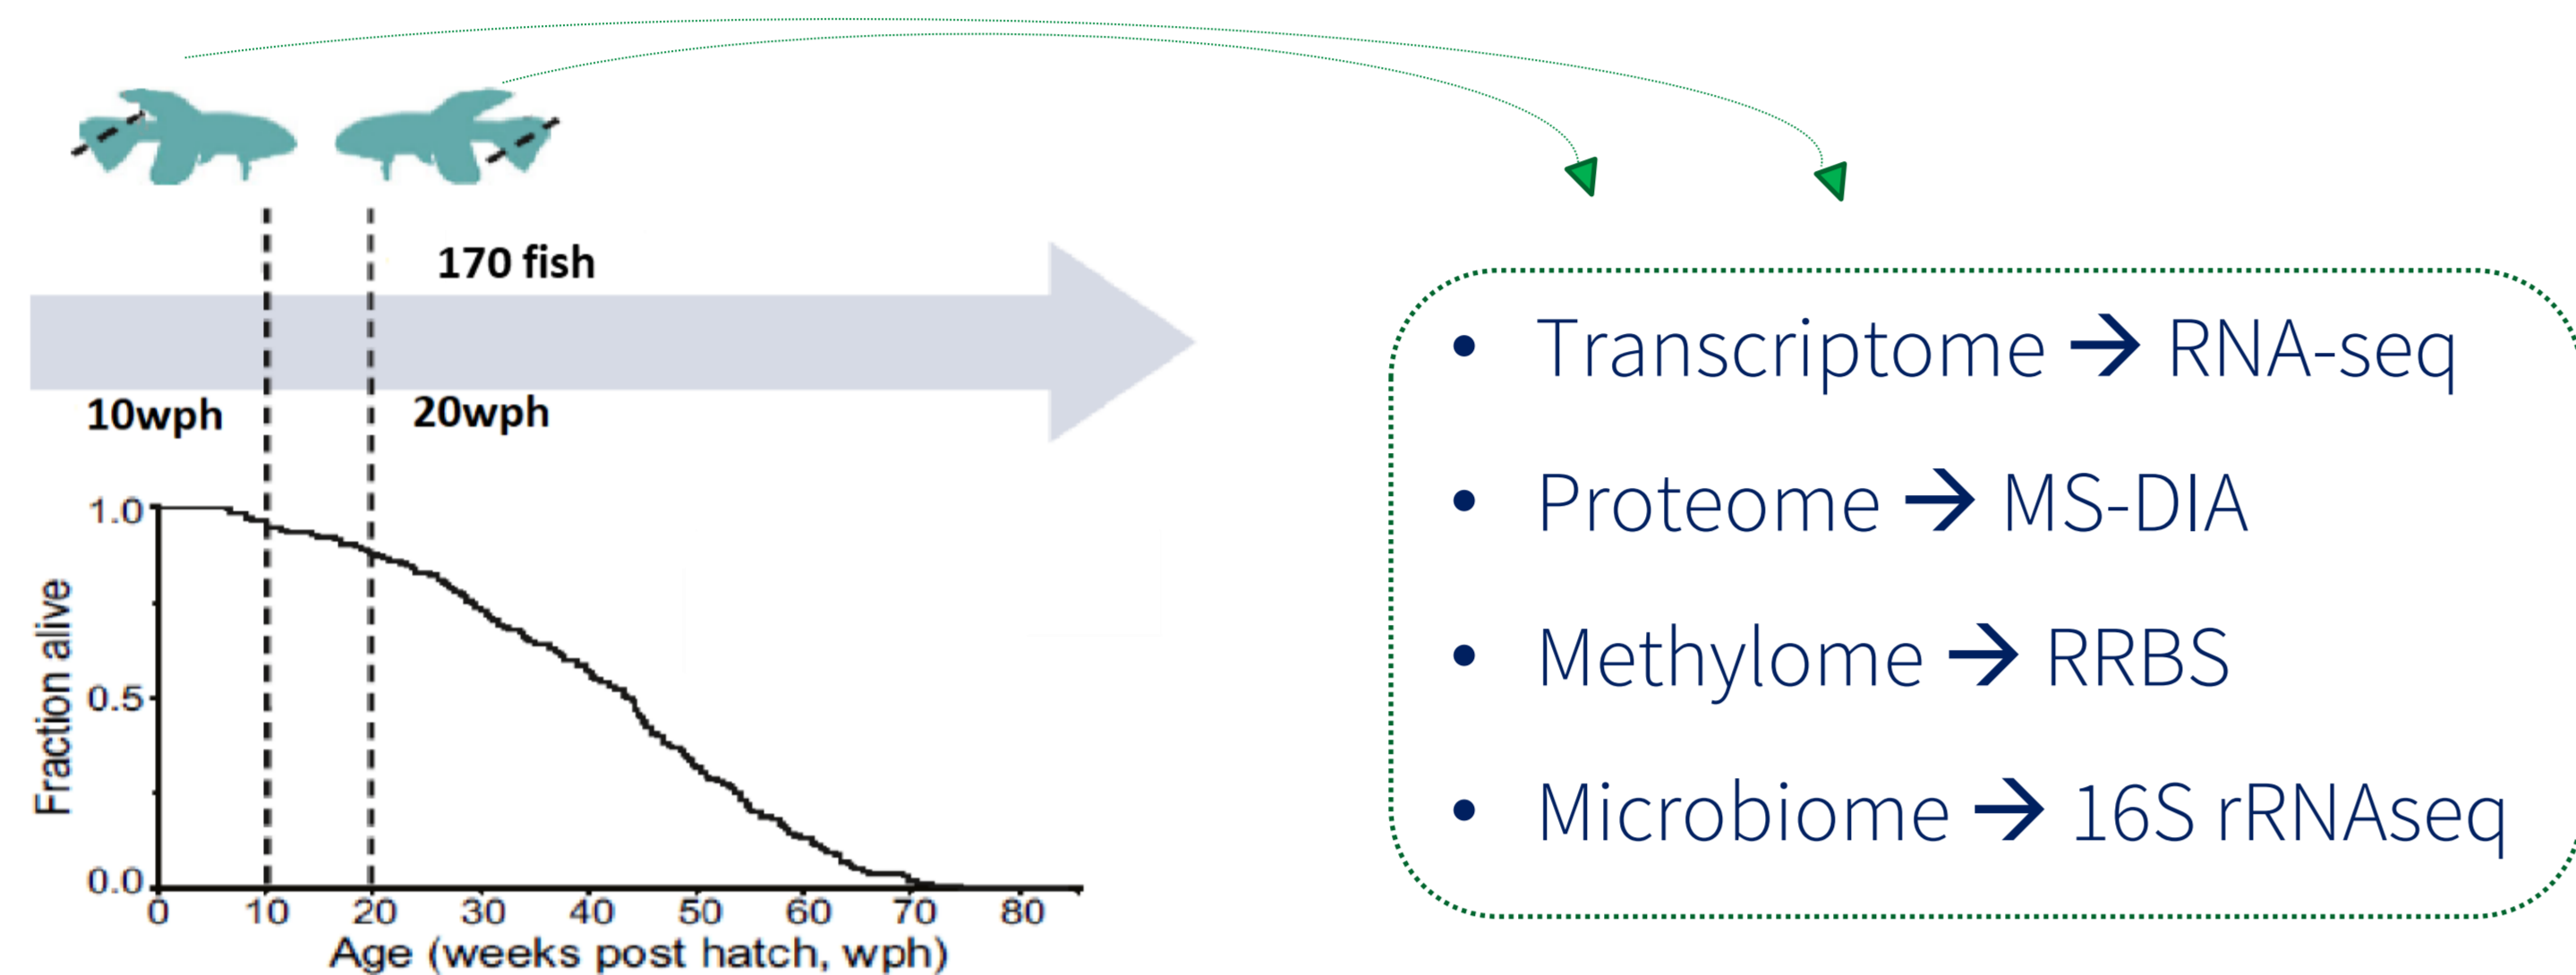 170 fish
10wph
20wph
1.0
0.5
0.0
Fraction alive
0 10 20 30 40 50 60 70 80
Age (weeks post hatch, wph)
• Transcriptome → RNA-seq
• Proteome → MS-DIA
• Methylome → RRBS
• Microbiome → 16S rRNAseq